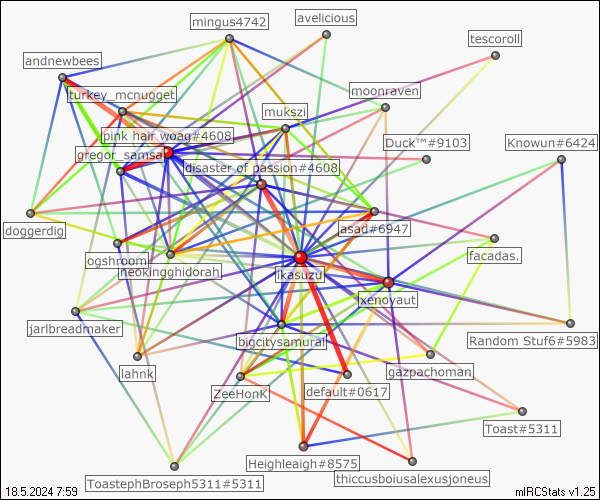 mingus4742
avelicious
tescoroll
andnewbees
turkey_mcnugget
moonraven
mukszi
pink hair woag#4608
Duck™#9103
Knowun#6424
gregor_samsa
disaster of passion#4608
doggerdig
asad#6947
ogshroom
neokingghidorah
ikasuzu
facadas.
xenovaut
jarlbreadmaker
bigcitysamurai
Random Stuf6#5983
lahnk
gazpachoman
ZeeHonK
default#0617
Toast#5311
Heighleaigh#8575
ToastephBroseph5311#5311
thiccusboiusalexusjoneus
18.5.2024 7:59
mIRCStats v1.25